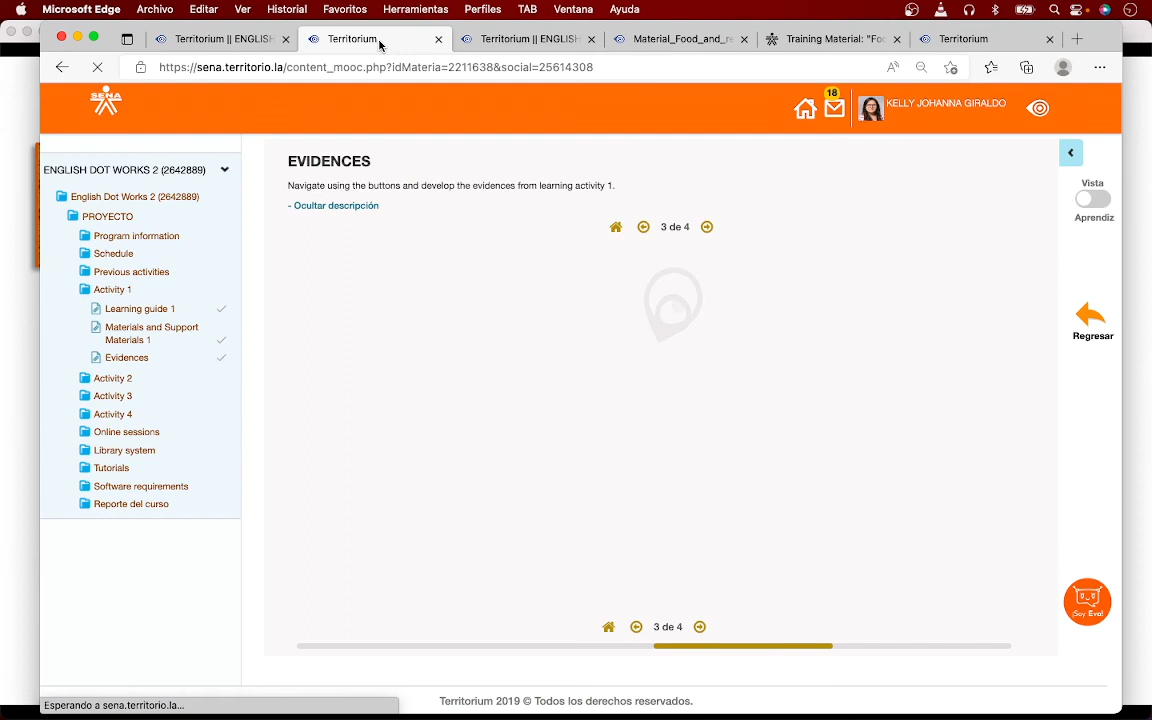 Microsoft Edge Archivo Editar Ver Historial Favoritos Herramientas Perfiles TAB Ventana Ayuda
Territorium || ENGLISH
Territorium
Territorium || ENGLISH
Material_Food_and_re
Training Material: "Foo
Territorium
https://sena.territorio.la/content_mooc.php?idMateria=2211638&social=25614308
SENA
18
KELLY JOHANNA GIRALDO
ENGLISH DOT WORKS 2 (2642889)
English Dot Works 2 (2642889)
PROYECTO
Program information
Schedule
Previous activities
Activity 1
Learning guide 1
Materials and Support
Materials 1
Evidences
Activity 2
Activity 3
Activity 4
Online sessions
Library system
Tutorials
Software requirements
Reporte del curso
EVIDENCES
Navigate using the buttons and develop the evidences from learning activity 1.
- Ocultar descripción
3 de 4
3 de 4
Vista
Aprendiz
Regresar
¡Soy Eva!
Esperando a sena.territorio.la...
Territorium 2019 © Todos los derechos reservados.